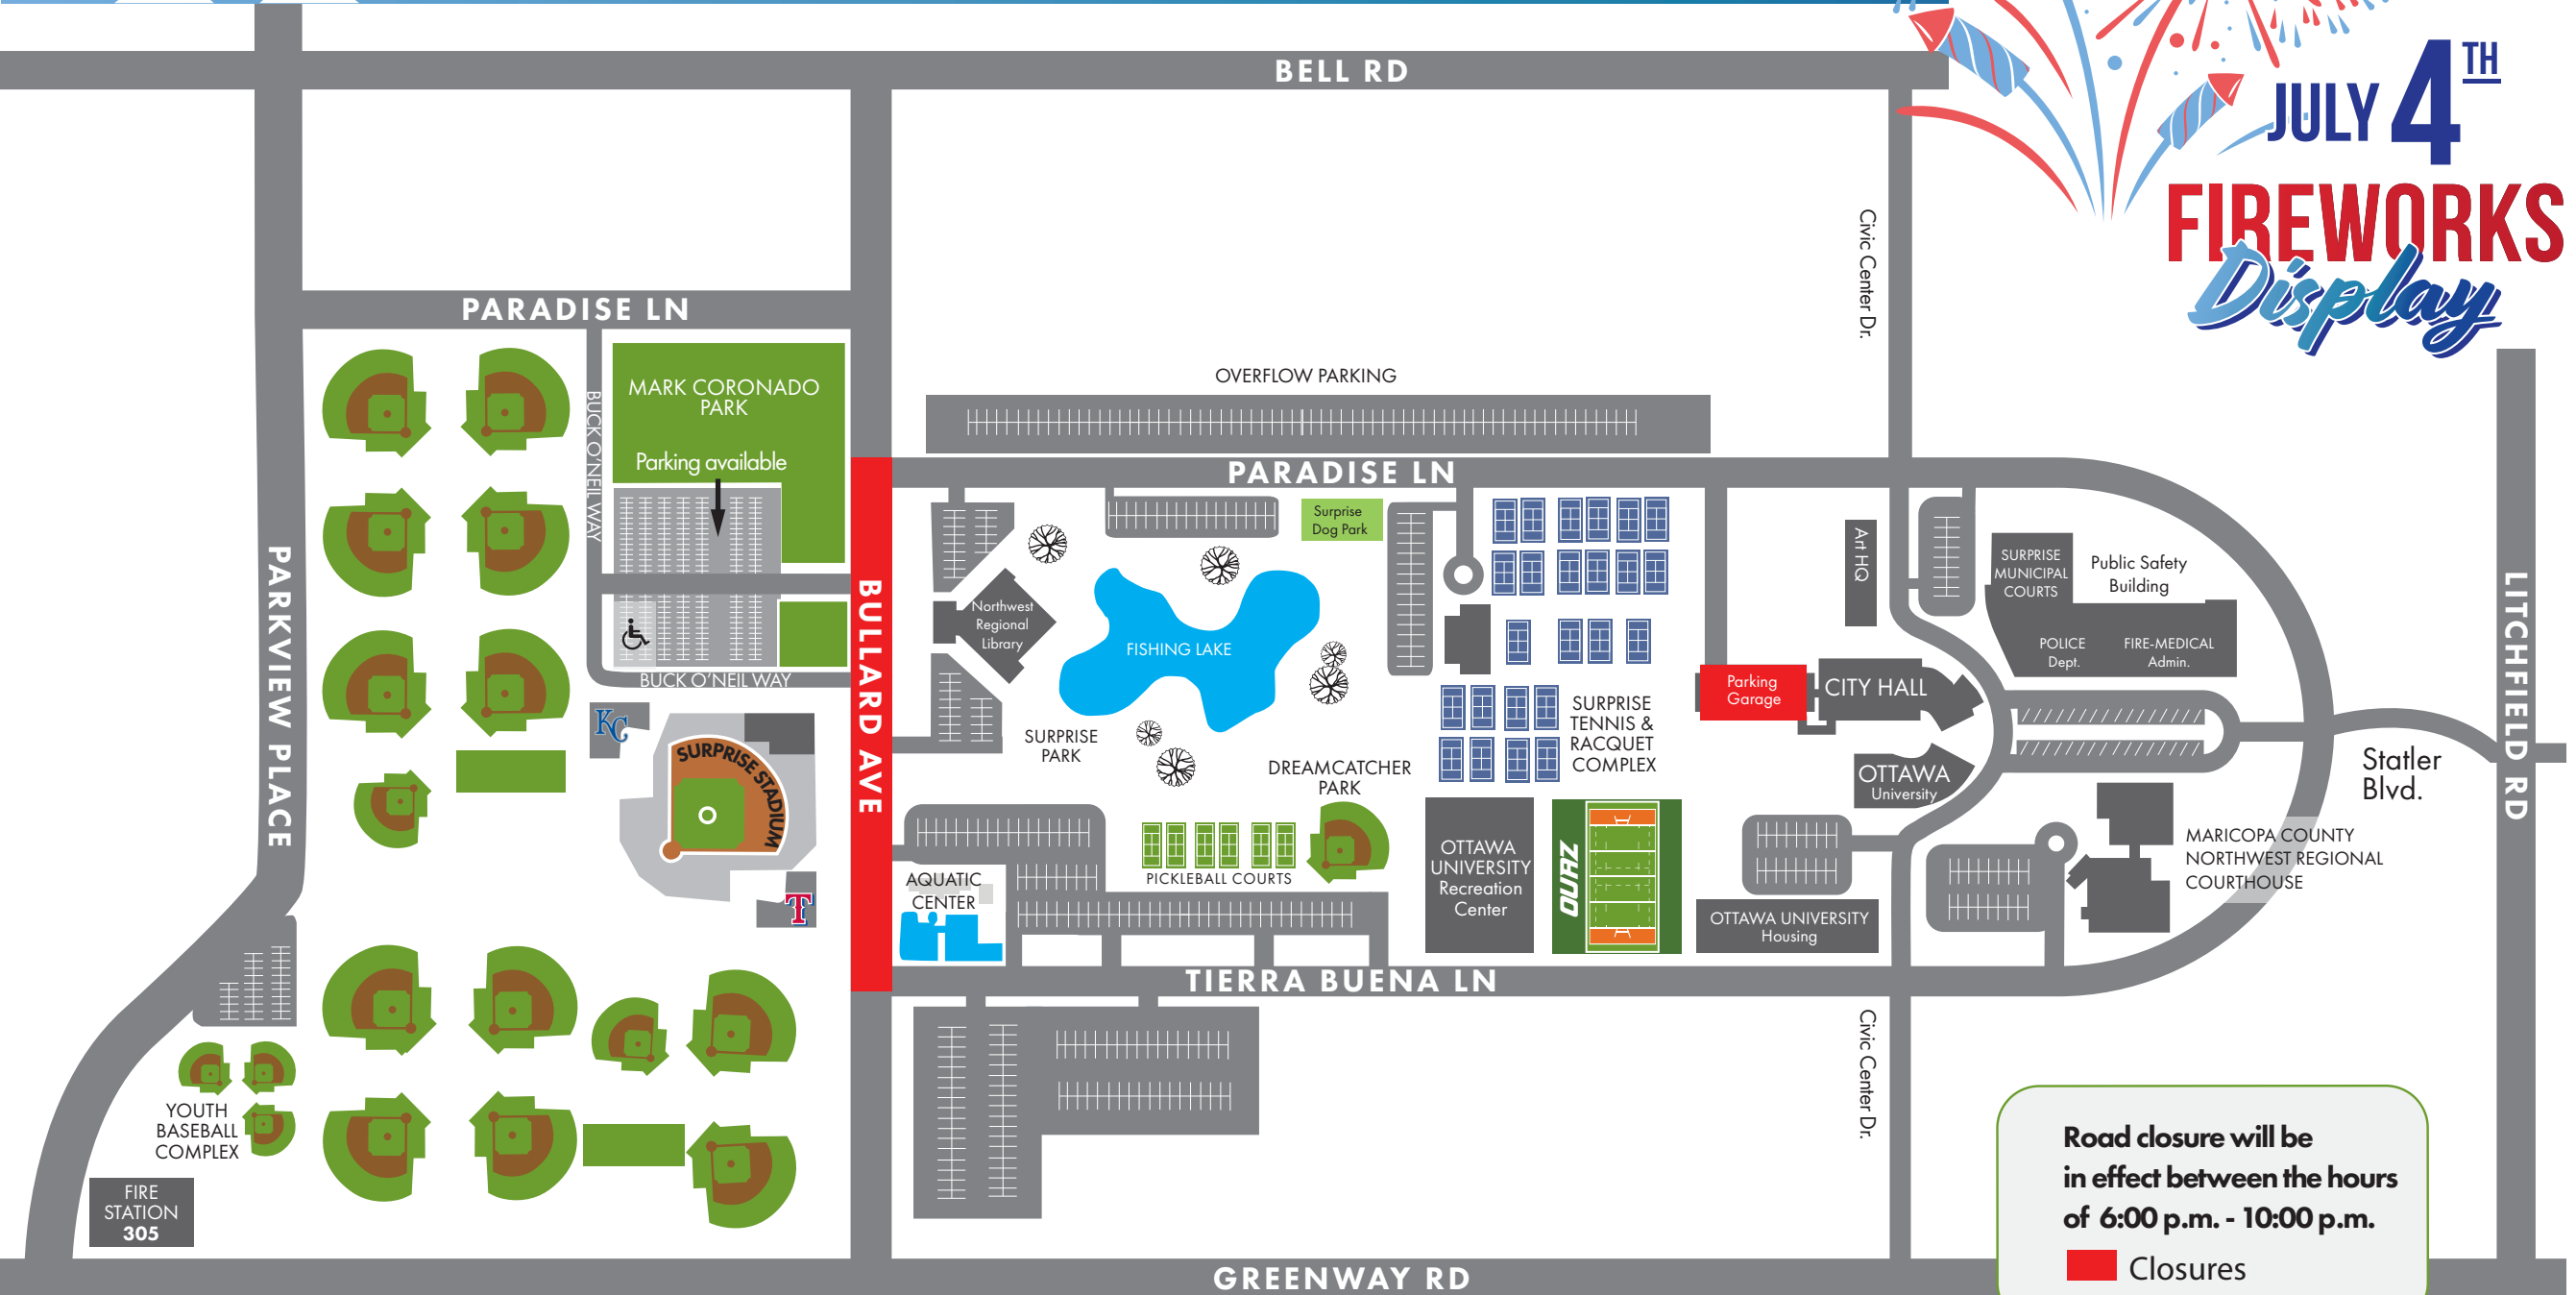 BELL RD
JULY 4TH
FIREWORKS
Display
Civic Center Dr.
PARADISE LN
OVERFLOW PARKING
MARK CORONADO
PARK
Parking available
BUCK O'NEIL WAY
PARADISE LN
Surprise
Dog Park
Art HQ
SURPRISE
MUNICIPAL
COURTS
Public Safety
Building
POLICE
Dept.
FIRE-MEDICAL
Admin.
PARKVIEW PLACE
BULLARD AVE
LITCHFIELD RD
Northwest
Regional
Library
FISHING LAKE
BUCK O'NEIL WAY
Parking
Garage
CITY HALL
KC
SURPRISE STADIUM
SURPRISE
PARK
SURPRISE
TENNIS &
RACQUET
COMPLEX
DREAMCATCHER
PARK
OTTAWA
University
Statler
Blvd.
PICKLEBALL COURTS
AQUATIC
CENTER
OTTAWA
UNIVERSITY
Recreation
Center
OUAZ
OTTAWA UNIVERSITY
Housing
MARICOPA COUNTY
NORTHWEST REGIONAL
COURTHOUSE
T
TIERRA BUENA LN
Civic Center Dr.
YOUTH
BASEBALL
COMPLEX
FIRE
STATION
305
Road closure will be
in effect between the hours
of 6:00 p.m. - 10:00 p.m.
Closures
GREENWAY RD